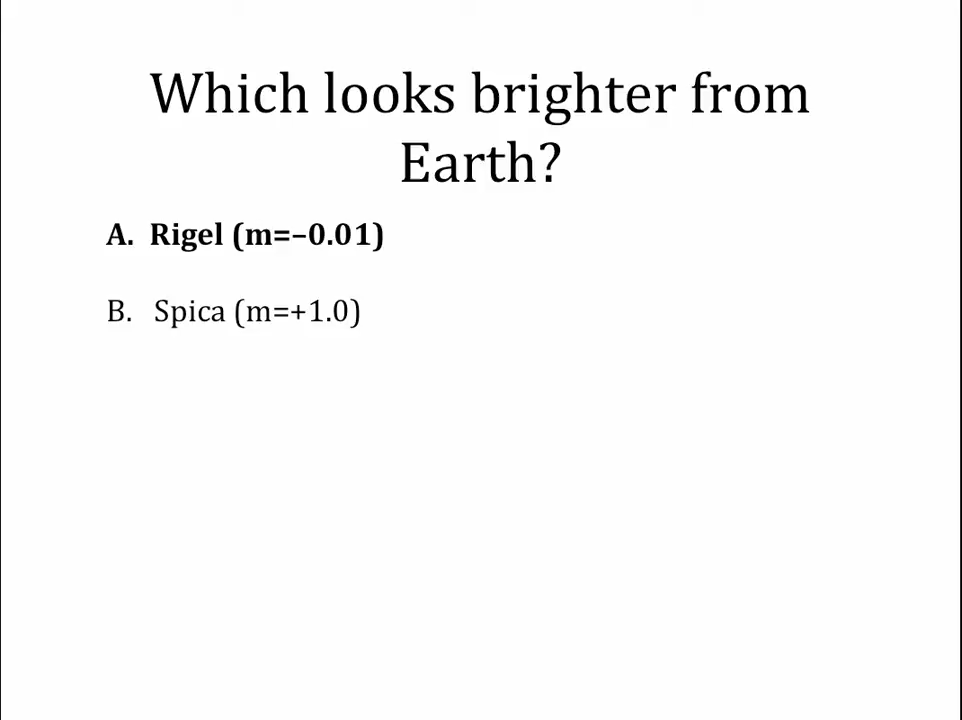 Which looks brighter from
Earth?
A. Rigel (m=–0.01)
B. Spica (m=+1.0)